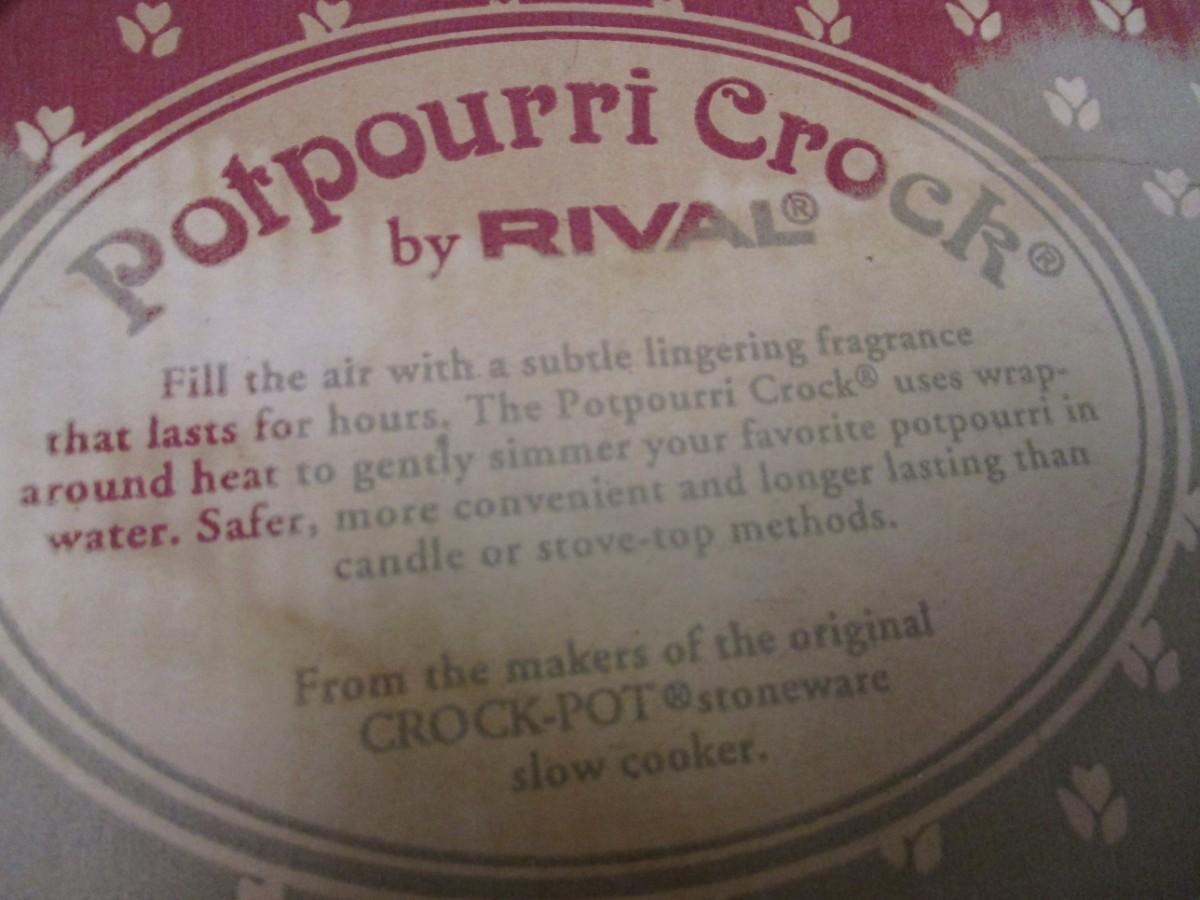 Potpourri Crock®
by RIVAL®
Fill the air with a subtle lingering fragrance
that lasts for hours. The Potpourri Crock® uses wrap-
around heat to gently simmer your favorite potpourri in
water. Safer, more convenient and longer lasting than
candle or stove-top methods.
From the makers of the original
CROCK-POT® stoneware
slow cooker.